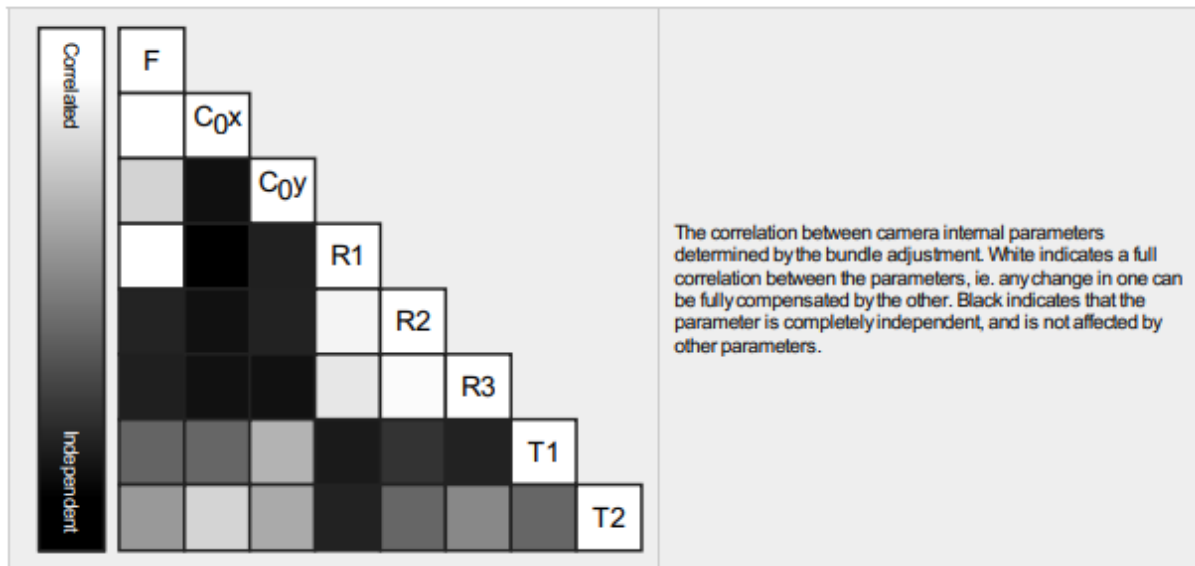 Correlated
Independent
F
C0x
C0y
R1
R2
R3
T1
T2
The correlation between camera internal parameters
determined by the bundle adjustment. White indicates a full
correlation between the parameters, ie. any change in one can
be fully compensated by the other. Black indicates that the
parameter is completely independent, and is not affected by
other parameters.